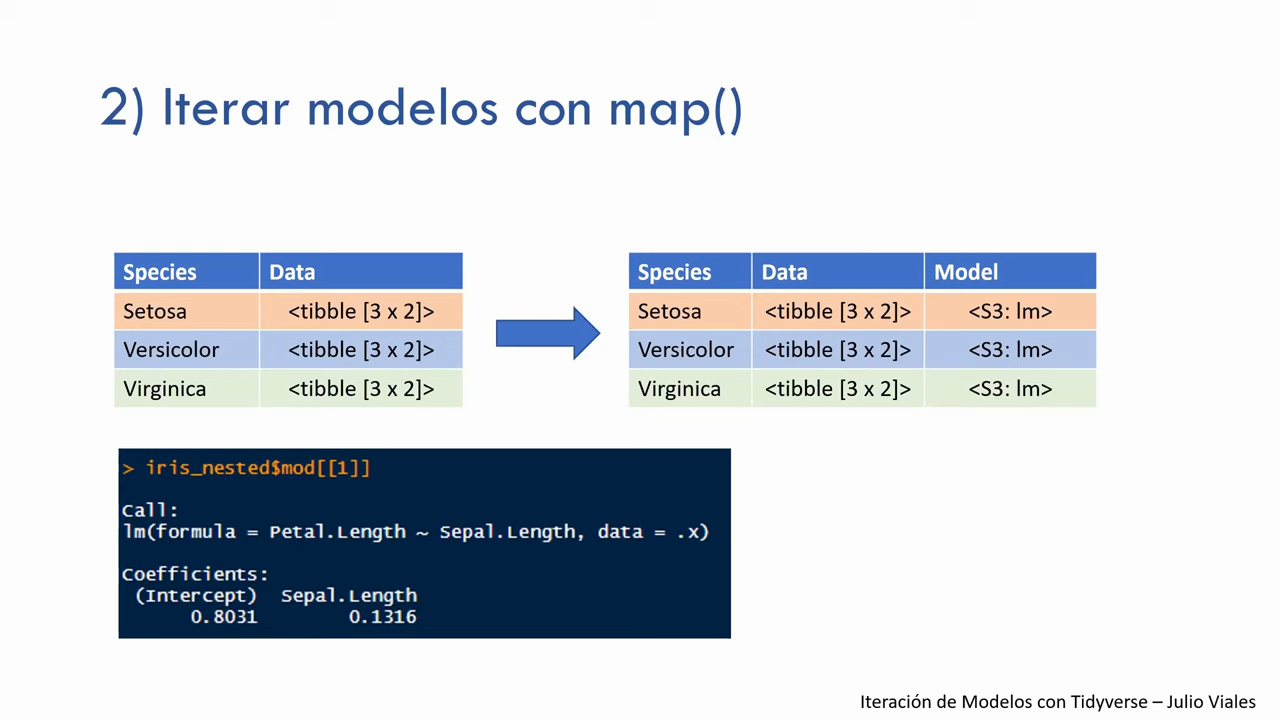 2) Iterar modelos con map()
Species Data
Setosa <tibble [3 x 2]>
Versicolor <tibble [3 x 2]>
Virginica <tibble [3 x 2]>
Species Data Model
Setosa <tibble [3 x 2]> <S3: lm>
Versicolor <tibble [3 x 2]> <S3: lm>
Virginica <tibble [3 x 2]> <S3: lm>
> iris_nested$mod[[1]]
Call:
lm(formula = Petal.Length ~ Sepal.Length, data = .x)
Coefficients:
(Intercept) Sepal.Length
0.8031 0.1316
Iteración de Modelos con Tidyverse – Julio Viales